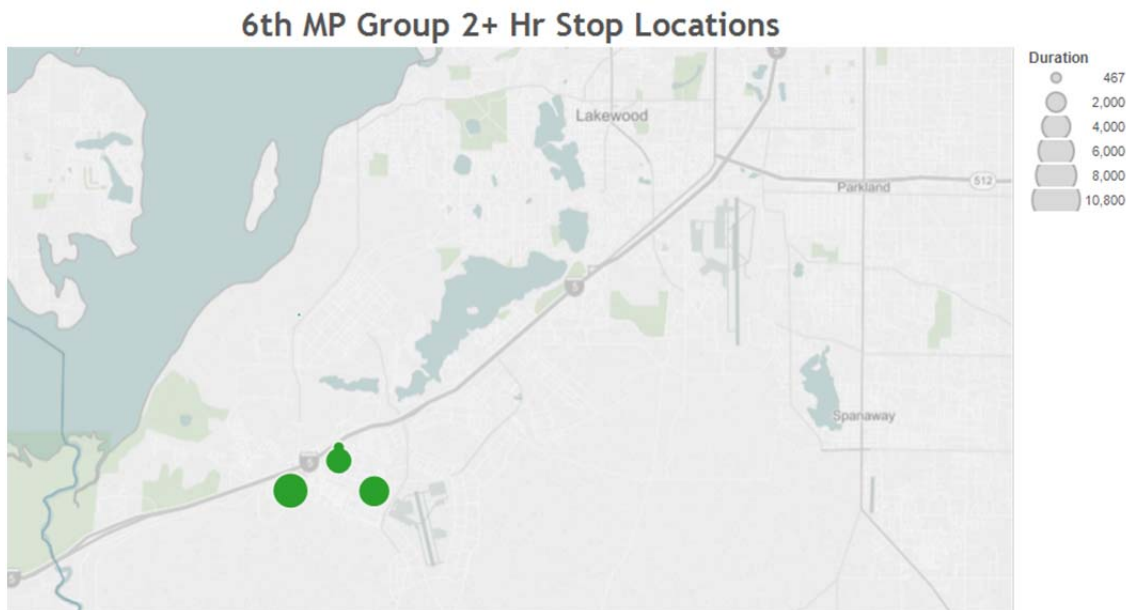 6th MP Group 2+ Hr Stop Locations
Duration
467
2,000
4,000
6,000
8,000
10,800
5
Lakewood
512
Parkland
5
Spanaway
5
5